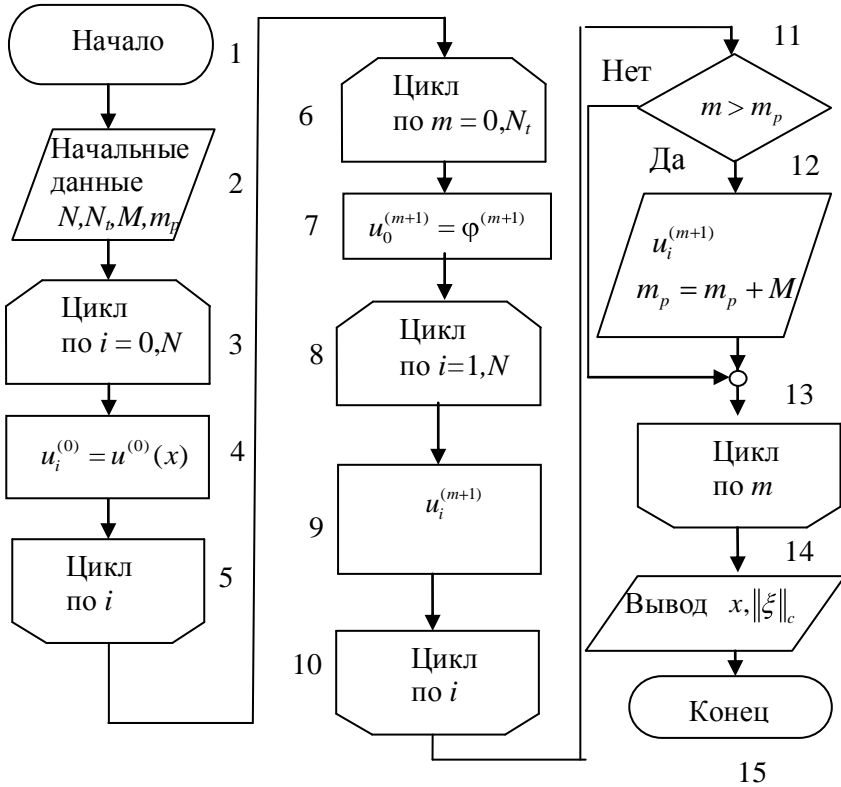 Начало
1
Начальные
данные
N,Nt,M,mp
2
Цикл
по i = 0,N
3
u_i^(0) = u^(0)(x)
4
Цикл
по i
5
Цикл
по m = 0,N_t
6
u_0^(m+1) = φ^(m+1)
7
Цикл
по i=1,N
8
u_i^(m+1)
9
Цикл
по i
10
11
Нет
m > m_p
Да
12
u_i^(m+1)
m_p = m_p + M
13
Цикл
по m
14
Вывод x,‖ξ‖_c
Конец
15